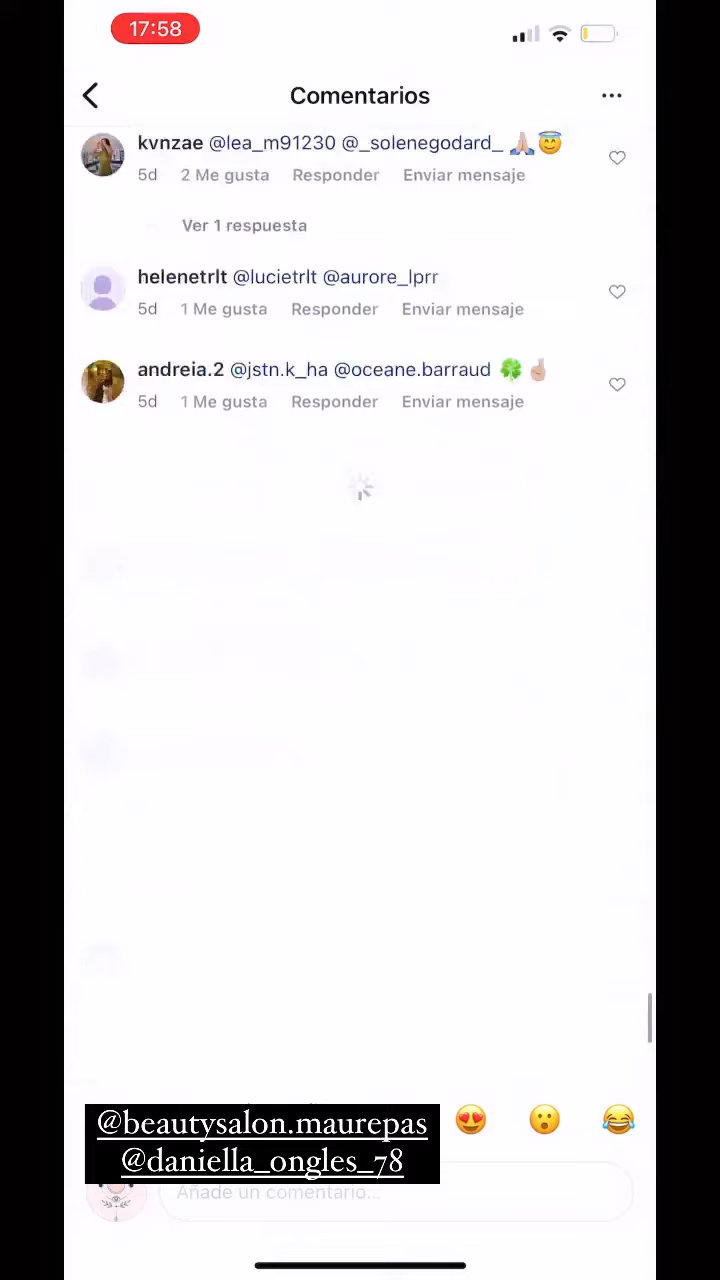 17:58
Comentarios
kvnzae @lea_m91230 @_solenegodard_ 🙏🏼😇
5d 2 Me gusta Responder Enviar mensaje
Ver 1 respuesta
helenetrlt @lucietrlt @aurore_lprr
5d 1 Me gusta Responder Enviar mensaje
andreia.2 @jstn.k_ha @oceane.barraud 🍀🤞🏼
5d 1 Me gusta Responder Enviar mensaje
😍 😮 😂
@beautysalon.maurepas
@daniella_ongles_78
Añade un comentario...